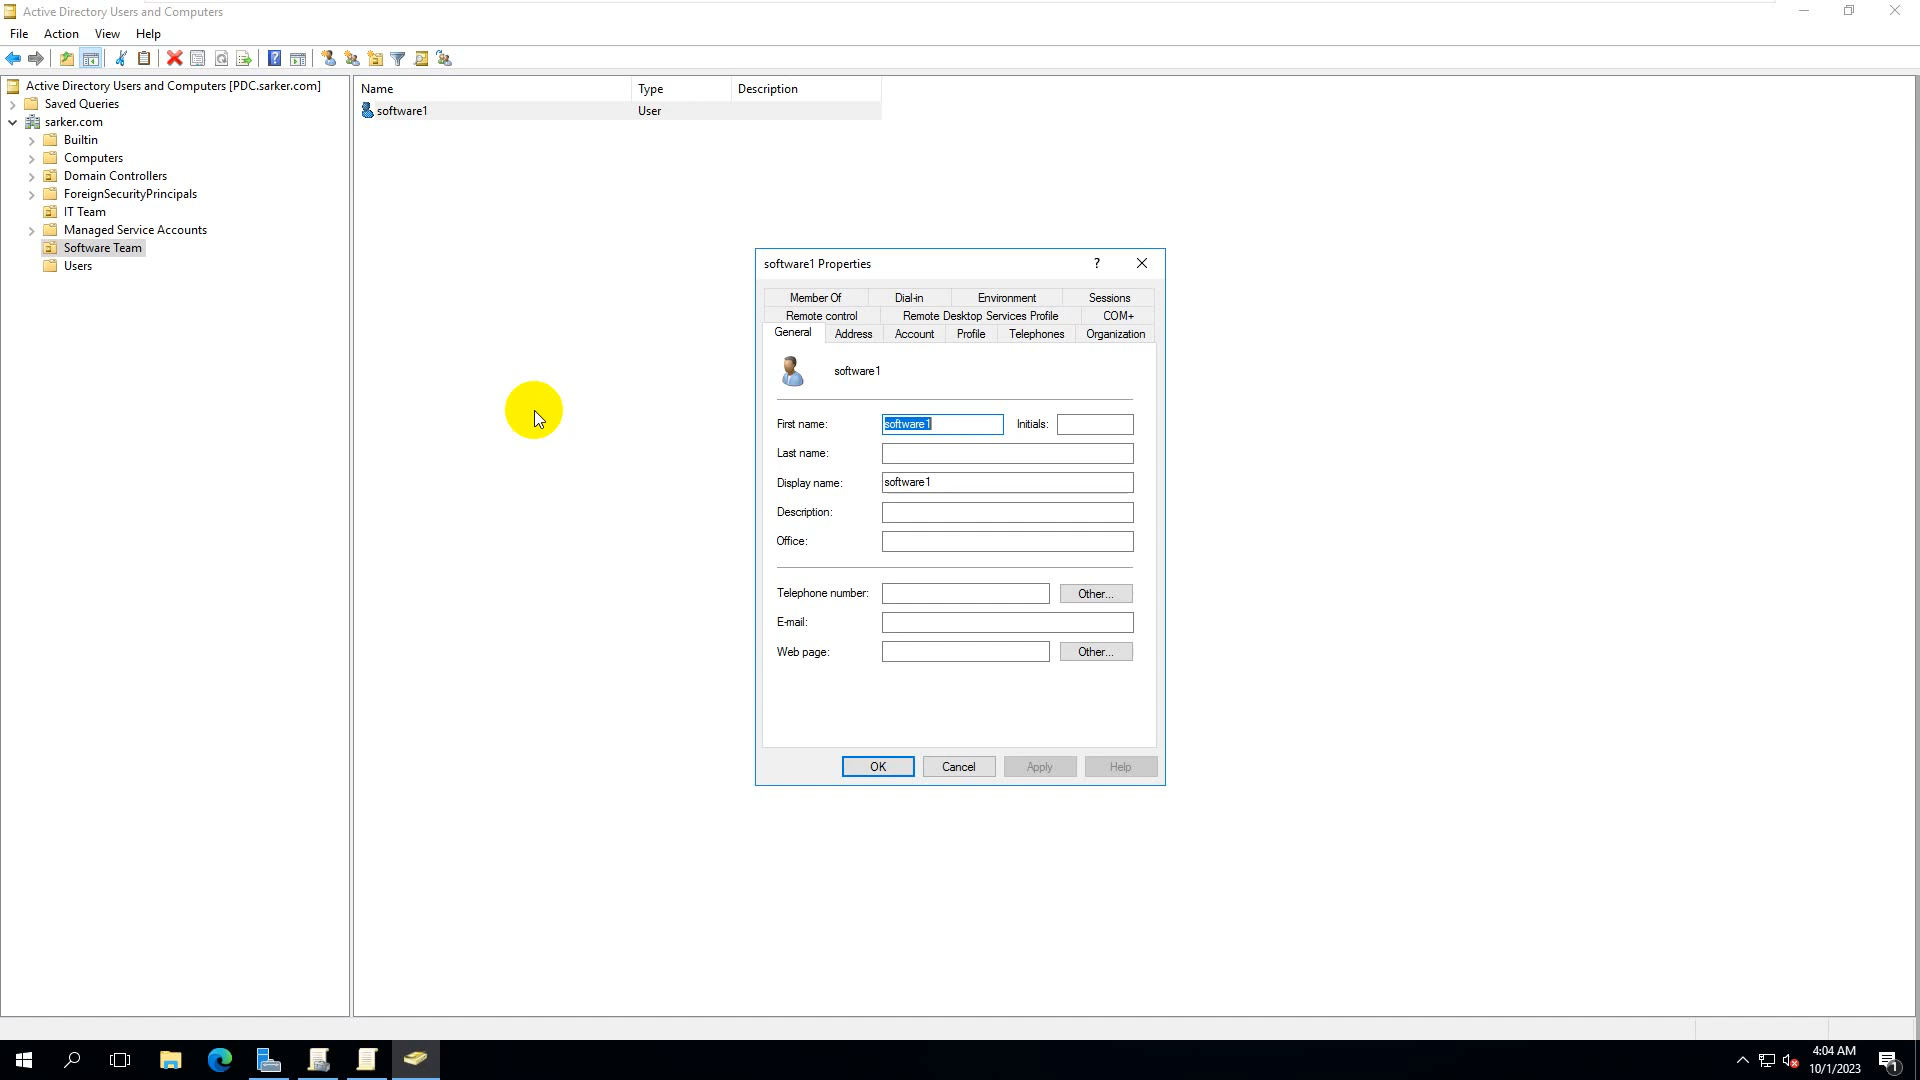 Active Directory Users and Computers
File Action View Help
Active Directory Users and Computers [PDC.sarker.com]
Saved Queries
sarker.com
Builtin
Computers
Domain Controllers
ForeignSecurityPrincipals
IT Team
Managed Service Accounts
Software Team
Users
Name Type Description
software1 User
software1 Properties
Member Of Dial-in Environment Sessions
Remote control Remote Desktop Services Profile COM+
General Address Account Profile Telephones Organization
software1
First name: software1 Initials:
Last name:
Display name: software1
Description:
Office:
Telephone number: Other...
E-mail:
Web page: Other...
OK Cancel Apply Help
4:04 AM
10/1/2023
1